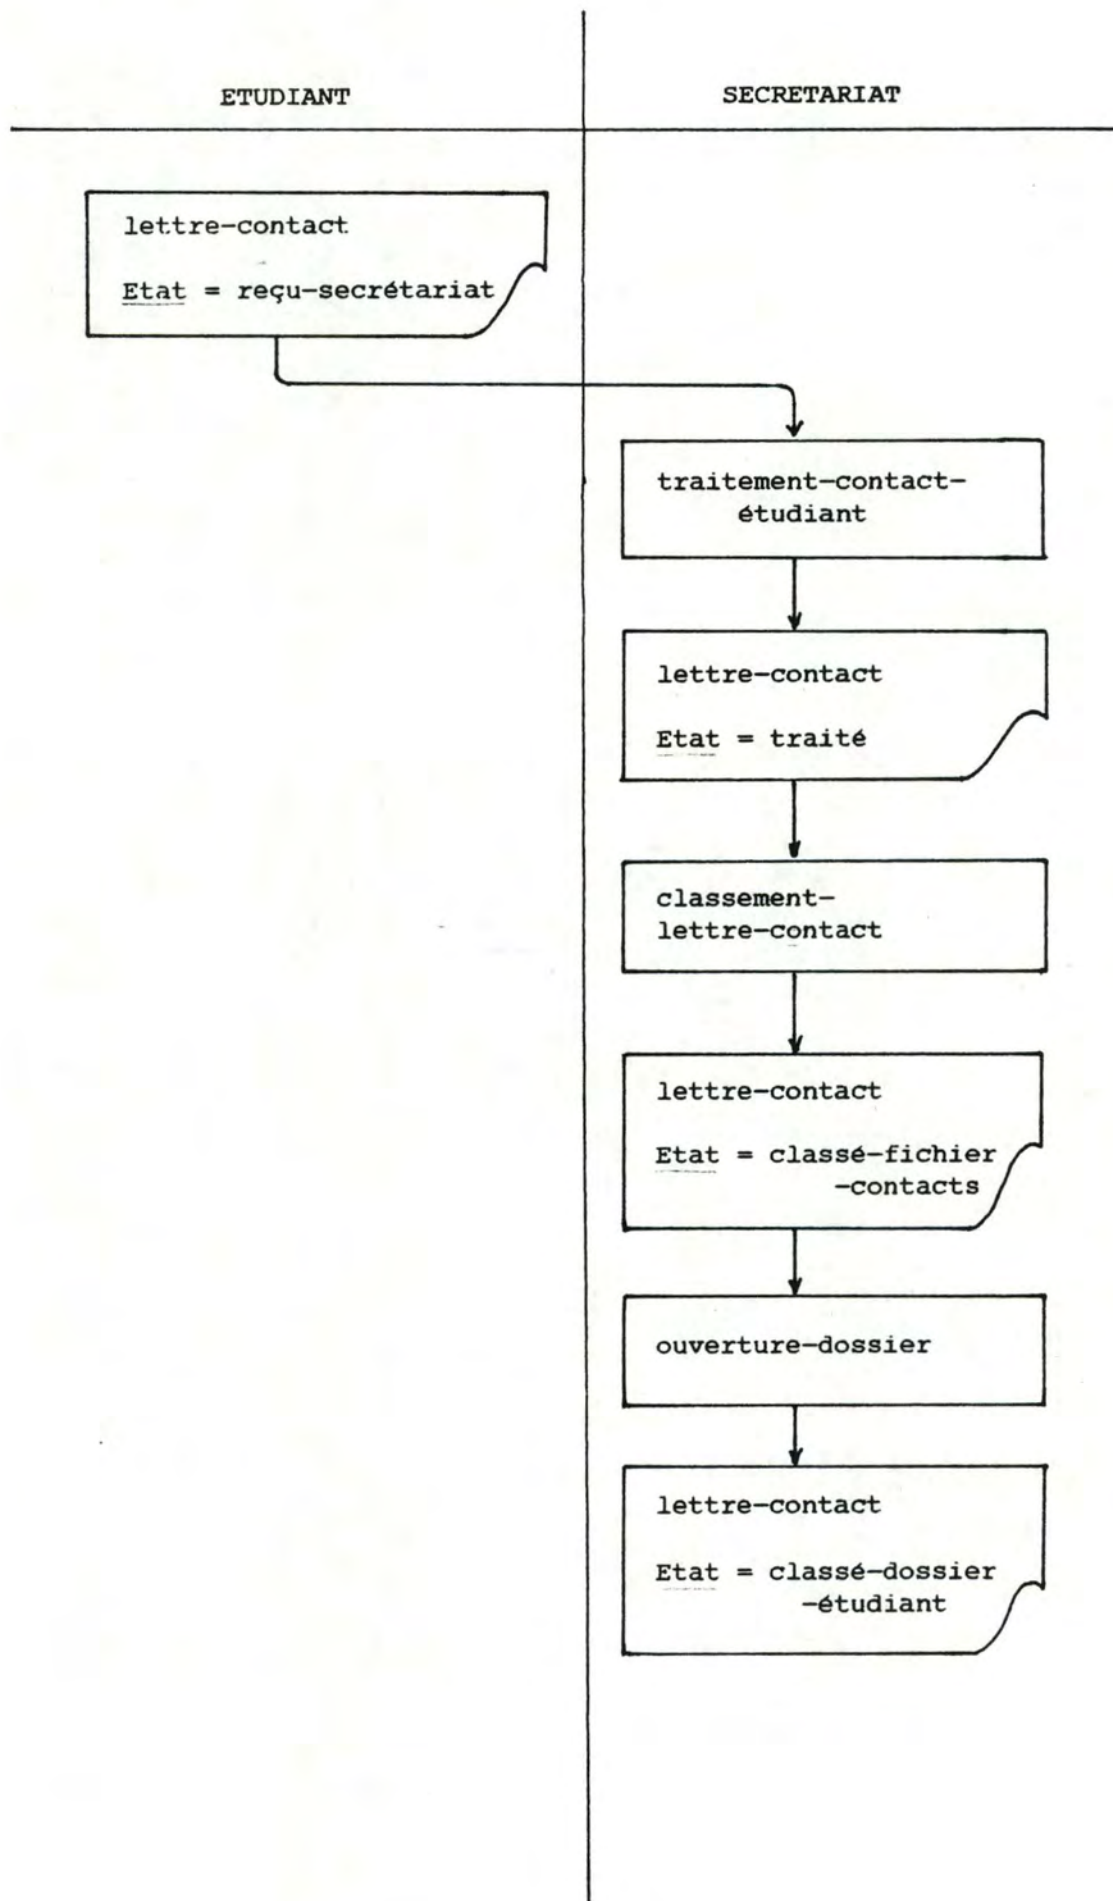 ETUDIANT
SECRETARIAT
lettre-contact
Etat = reçu-secrétariat
traitement-contact-
étudiant
lettre-contact
Etat = traité
classement-
lettre-contact
lettre-contact
Etat = classé-fichier
-contacts
ouverture-dossier
lettre-contact
Etat = classé-dossier
-étudiant